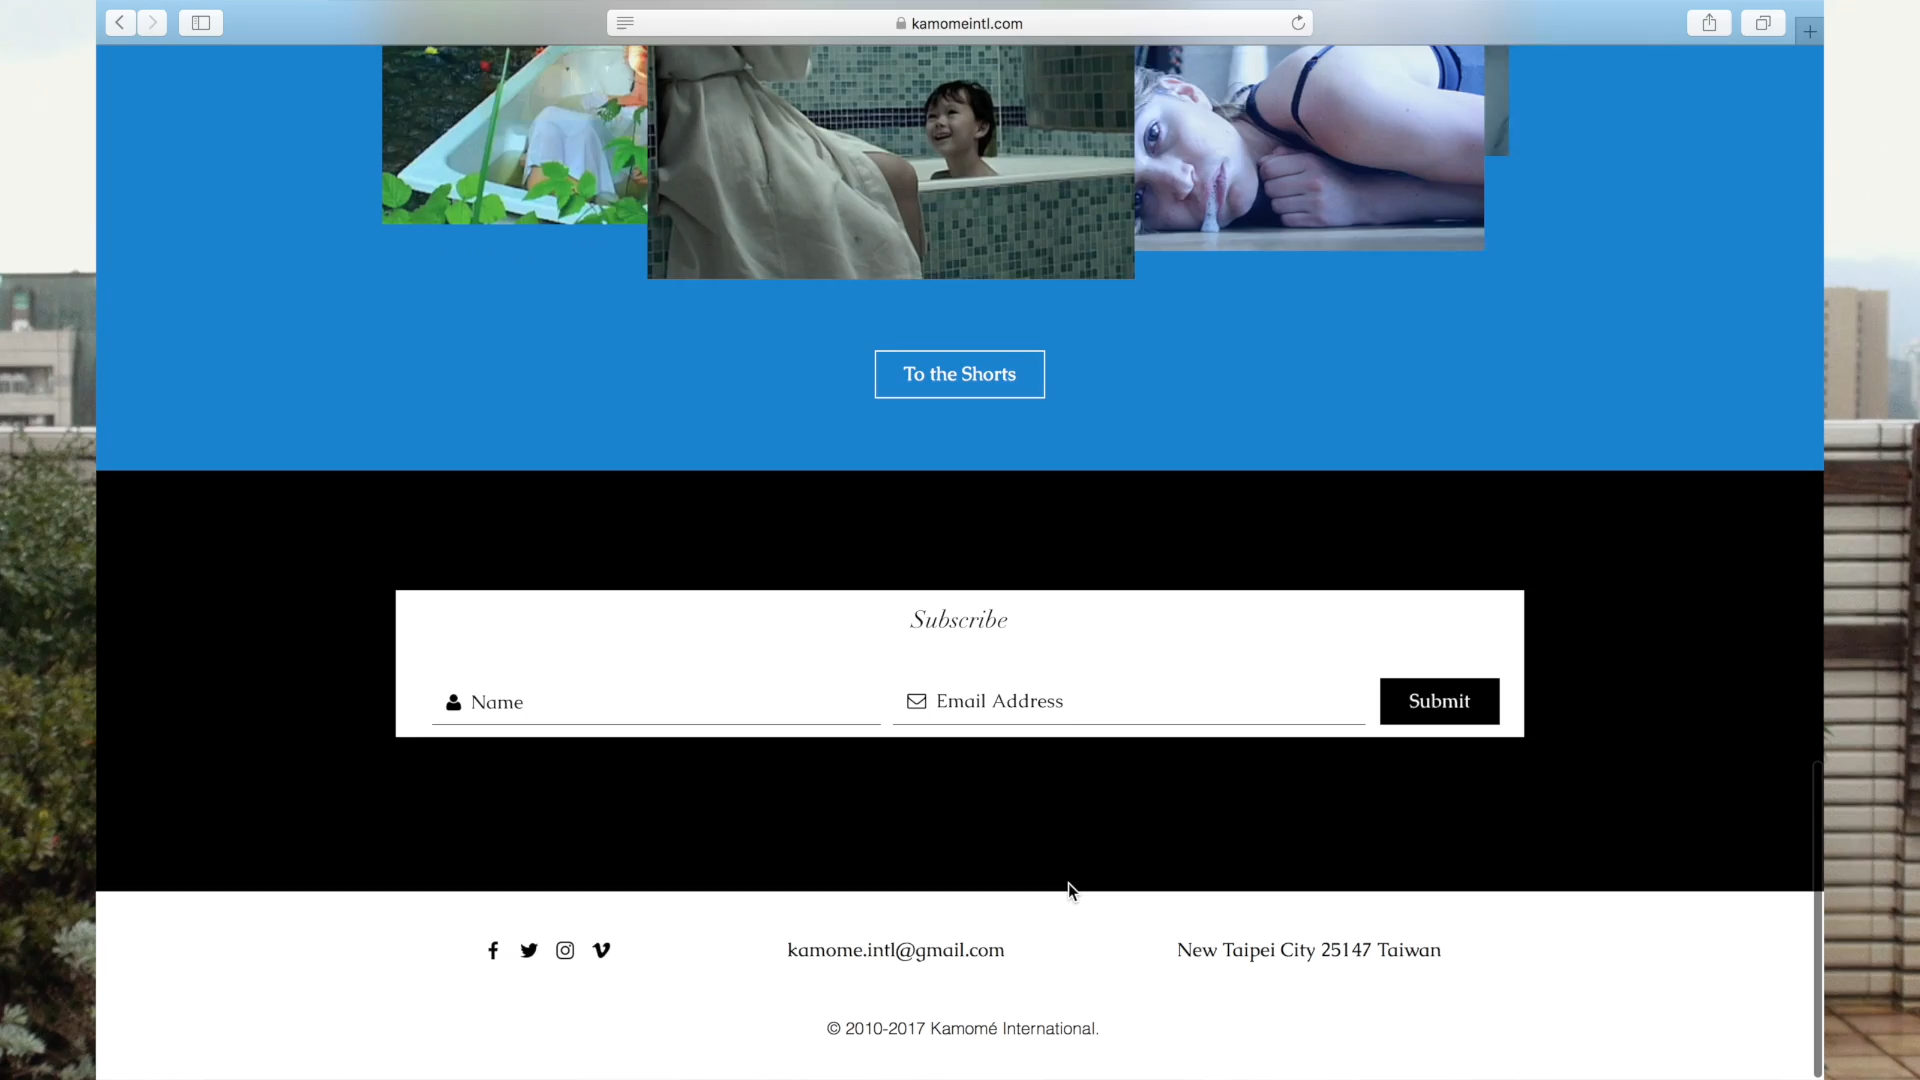 kamomeintl.com
To the Shorts
Subscribe
Name
Email Address
Submit
kamome.intl@gmail.com
New Taipei City 25147 Taiwan
© 2010-2017 Kamomé International.